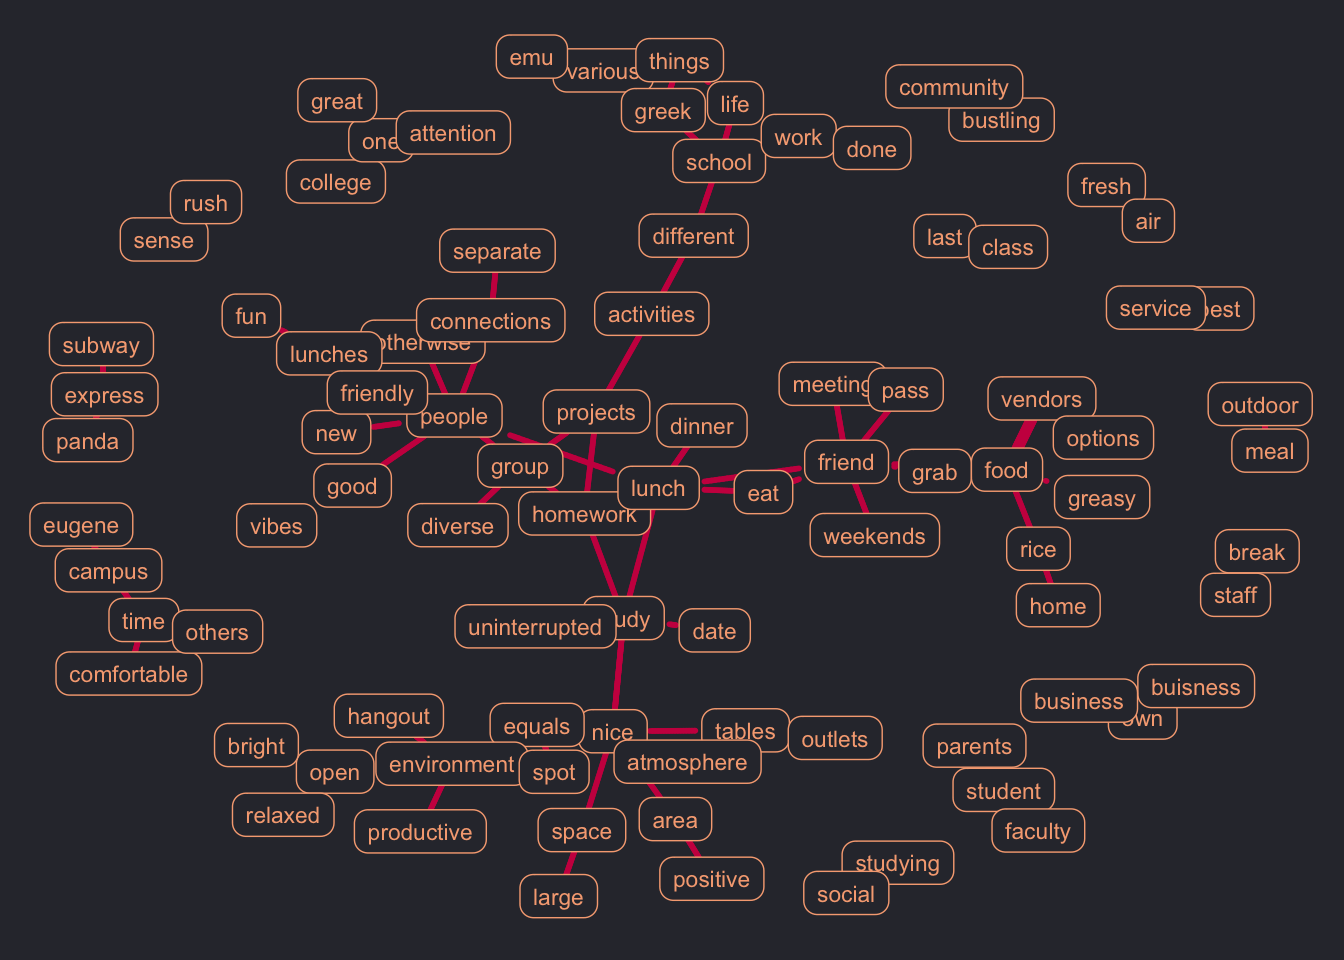 emu
various
things
great
community
greek
life
bustling
one
attention
work
done
school
college
fresh
rush
air
different
last
sense
class
separate
service
activities
fun
connections
otherwise
subway
lunches
meeting
pass
friendly
express
vendors
outdoor
people
projects
dinner
new
options
panda
meal
friend
group
grab
food
good
lunch
eat
greasy
eugene
vibes
diverse
homework
weekends
rice
break
campus
staff
home
time
others
uninterrupted
date
comfortable
buisness
business
hangout
equals
nice
tables
outlets
bright
parents
open
environment
spot
atmosphere
student
relaxed
productive
space
area
faculty
studying
positive
large
social